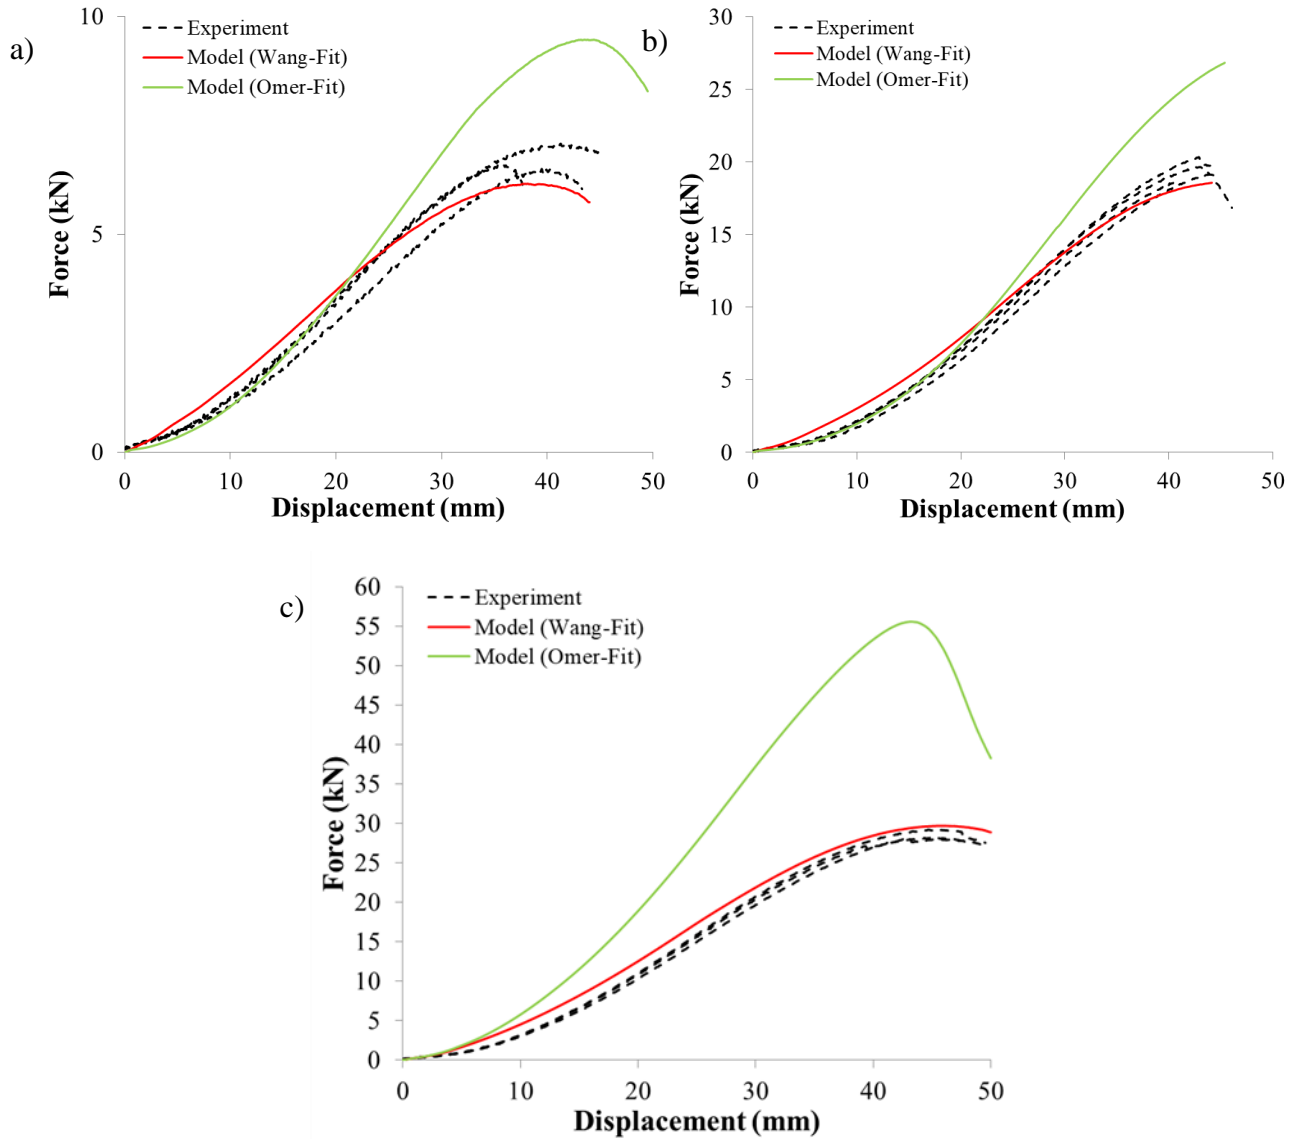 a)
Force (kN)
10
5
0
Experiment
Model (Wang-Fit)
Model (Omer-Fit)
0 10 20 30 40 50
Displacement (mm)
b)
Force (kN)
30
25
20
15
10
5
0
Experiment
Model (Wang-Fit)
Model (Omer-Fit)
0 10 20 30 40 50
Displacement (mm)
c)
Force (kN)
60
55
50
45
40
35
30
25
20
15
10
5
0
Experiment
Model (Wang-Fit)
Model (Omer-Fit)
0 10 20 30 40 50
Displacement (mm)